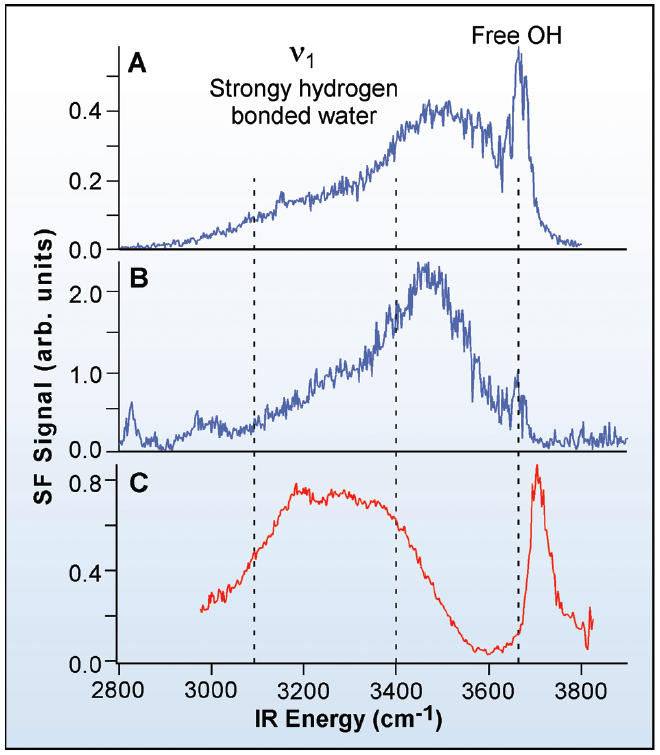 Free OH
A
ν1
Strongy hydrogen
bonded water
0.4
0.2
0.0
B
2.0
1.0
0.0
C
0.8
0.4
0.0
SF Signal (arb. units)
2800 3000 3200 3400 3600 3800
IR Energy (cm-1)